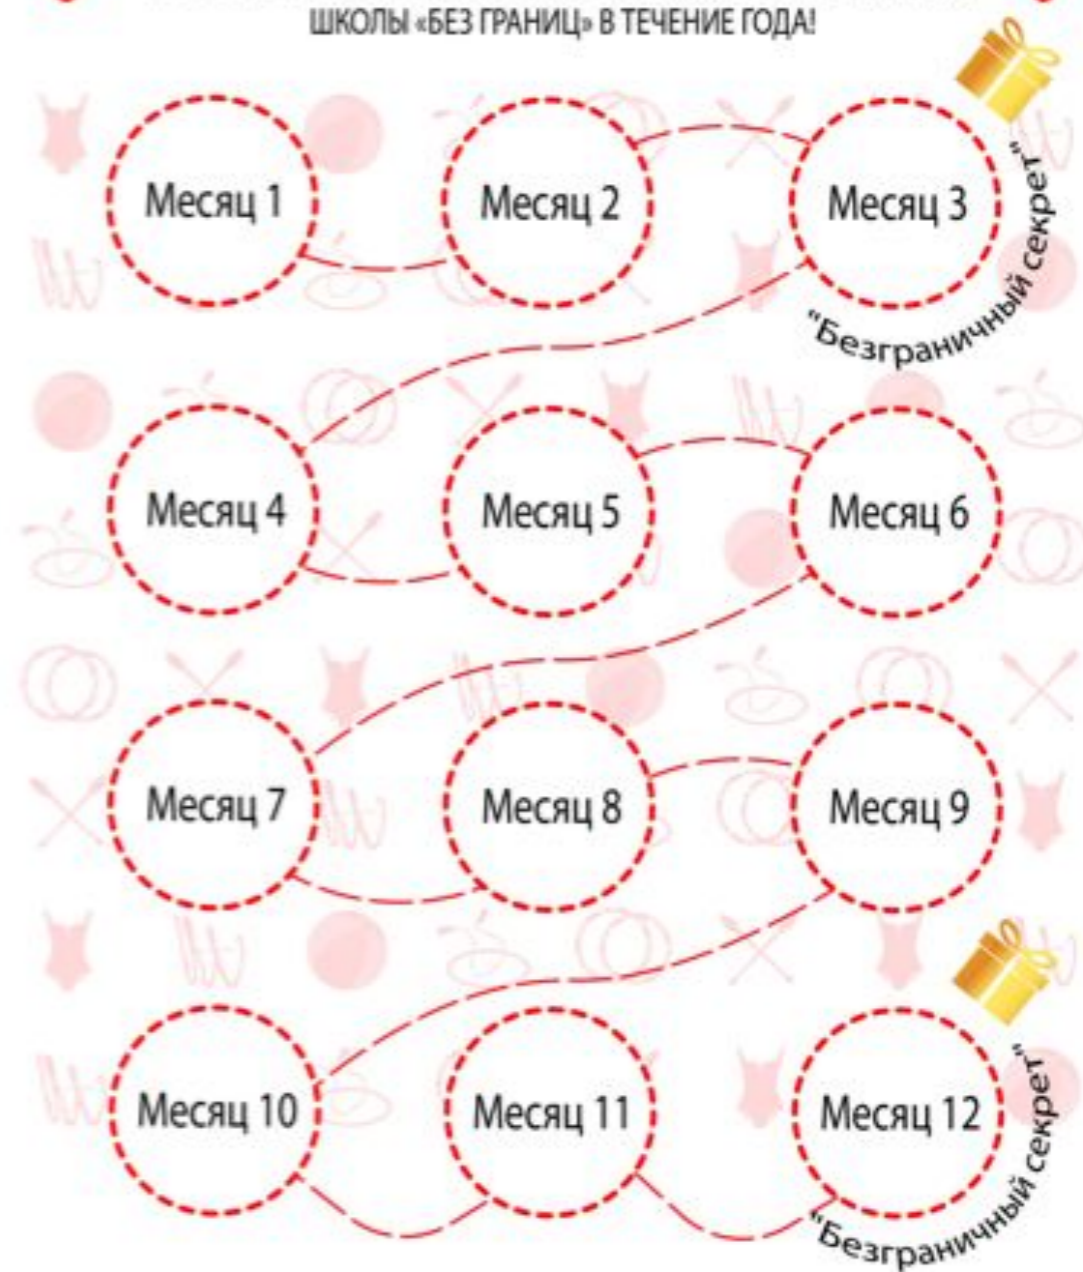 ШКОЛЫ «БЕЗ ГРАНИЦ» В ТЕЧЕНИЕ ГОДА!
Месяц 1
Месяц 2
Месяц 3
"Безграничный секрет"
Месяц 4
Месяц 5
Месяц 6
Месяц 7
Месяц 8
Месяц 9
Месяц 10
Месяц 11
Месяц 12
"Безграничный секрет"